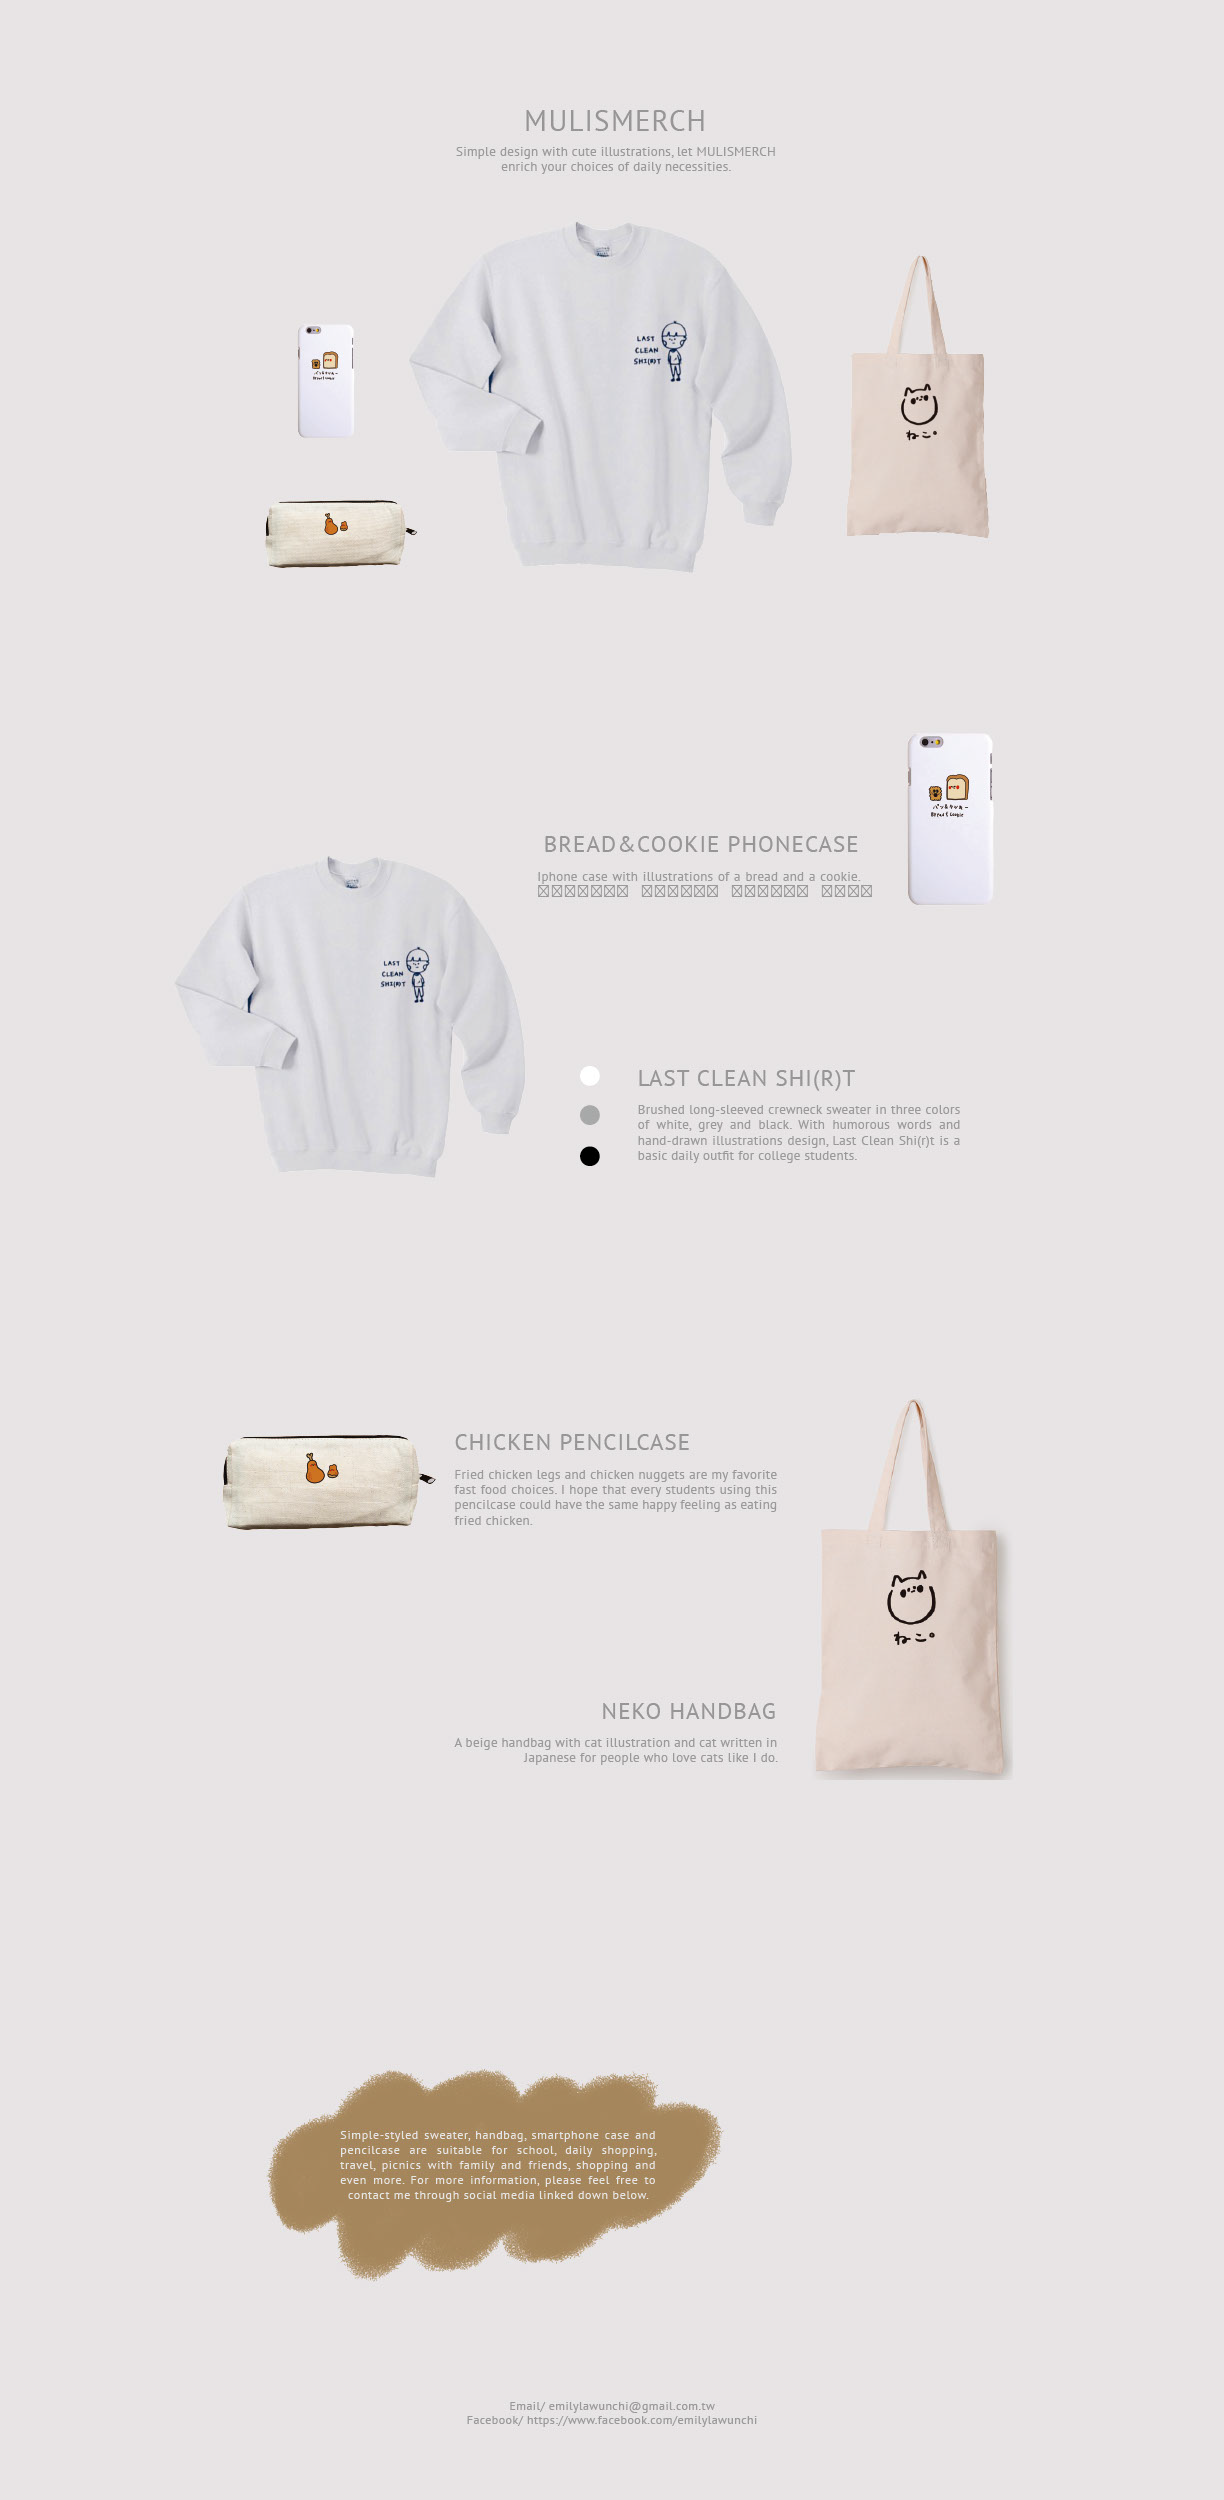 MULISMERCH
Simple design with cute illustrations, let MULISMERCH
enrich your choices of daily necessities.
LAST
CLEAN
SHI(R)T
Bread & Cookie
ねこ。
BREAD&COOKIE PHONECASE
Iphone case with illustrations of a bread and a cookie.
Bread & Cookie
LAST
CLEAN
SHI(R)T
LAST CLEAN SHI(R)T
Brushed long-sleeved crewneck sweater in three colors
of white, grey and black. With humorous words and
hand-drawn illustrations design, Last Clean Shi(r)t is a
basic daily outfit for college students.
CHICKEN PENCILCASE
Fried chicken legs and chicken nuggets are my favorite
fast food choices. I hope that every students using this
pencilcase could have the same happy feeling as eating
fried chicken.
ねこ。
NEKO HANDBAG
A beige handbag with cat illustration and cat written in
Japanese for people who love cats like I do.
Simple-styled sweater, handbag, smartphone case and
pencilcase are suitable for school, daily shopping,
travel, picnics with family and friends, shopping and
even more. For more information, please feel free to
contact me through social media linked down below.
Email/ emilylawunchi@gmail.com.tw
Facebook/ https://www.facebook.com/emilylawunchi